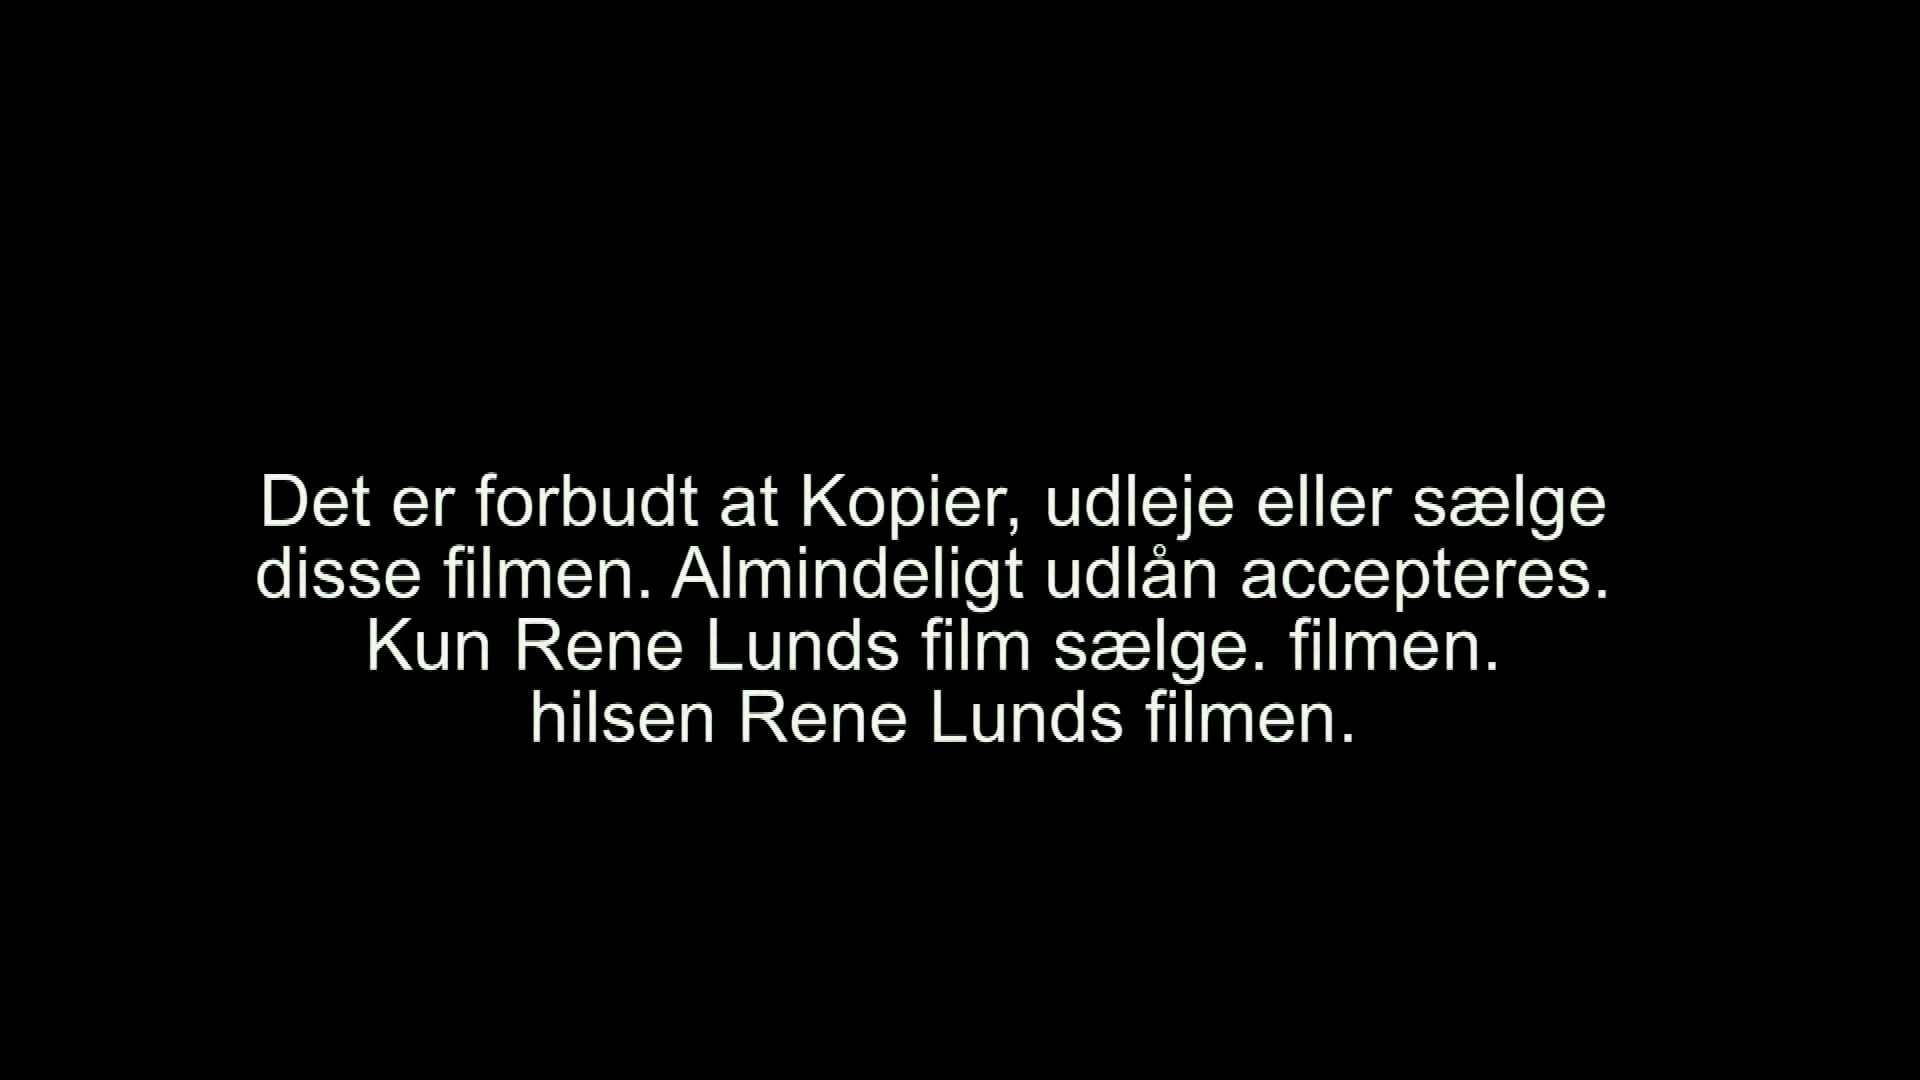 Det er forbudt at Kopier, udleje eller sælge
disse filmen. Almindeligt udlån accepteres.
Kun Rene Lunds film sælge. filmen.
hilsen Rene Lunds filmen.